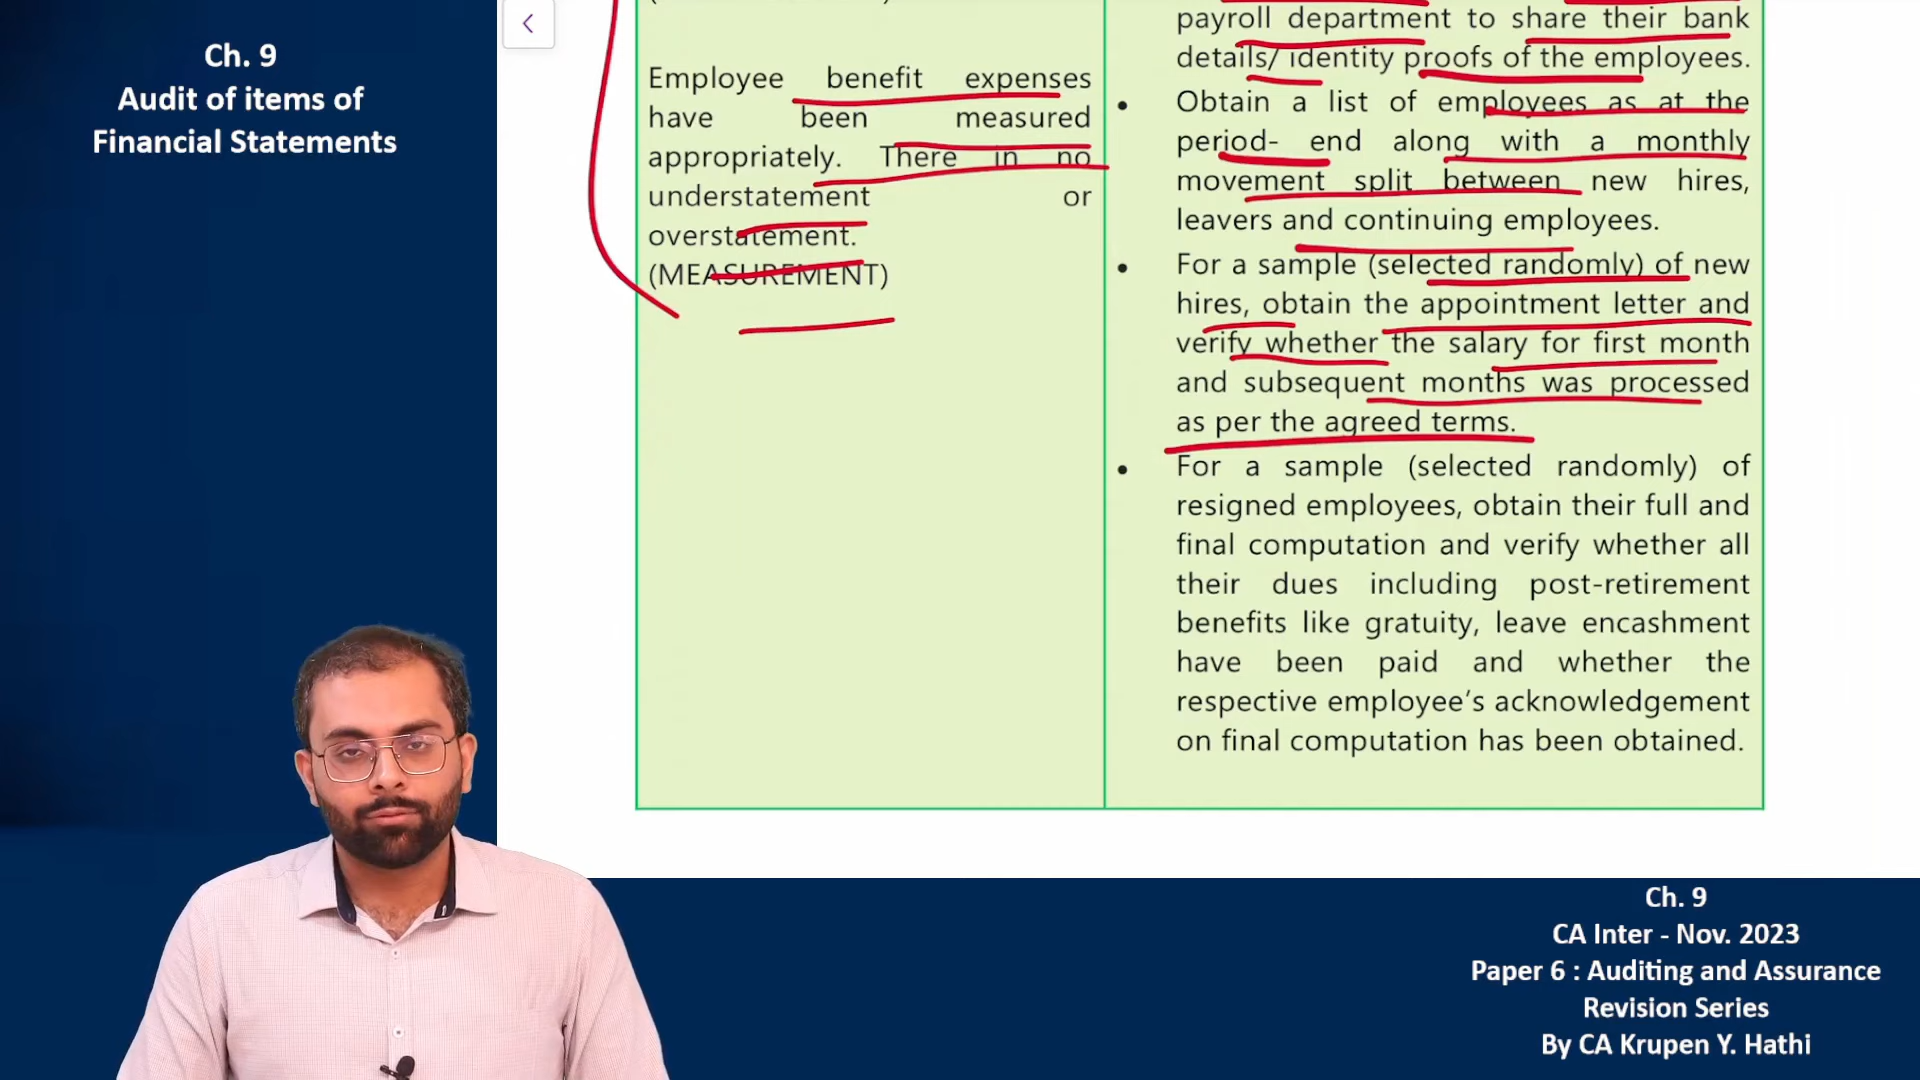 Ch. 9
Audit of items of
Financial Statements
Employee benefit expenses
have been measured
appropriately. There in no
understatement or
overstatement.
(MEASUREMENT)
payroll department to share their bank
details/ identity proofs of the employees.
• Obtain a list of employees as at the
period- end along with a monthly
movement split between new hires,
leavers and continuing employees.
• For a sample (selected randomly) of new
hires, obtain the appointment letter and
verify whether the salary for first month
and subsequent months was processed
as per the agreed terms.
• For a sample (selected randomly) of
resigned employees, obtain their full and
final computation and verify whether all
their dues including post-retirement
benefits like gratuity, leave encashment
have been paid and whether the
respective employee’s acknowledgement
on final computation has been obtained.
Ch. 9
CA Inter - Nov. 2023
Paper 6 : Auditing and Assurance
Revision Series
By CA Krupen Y. Hathi